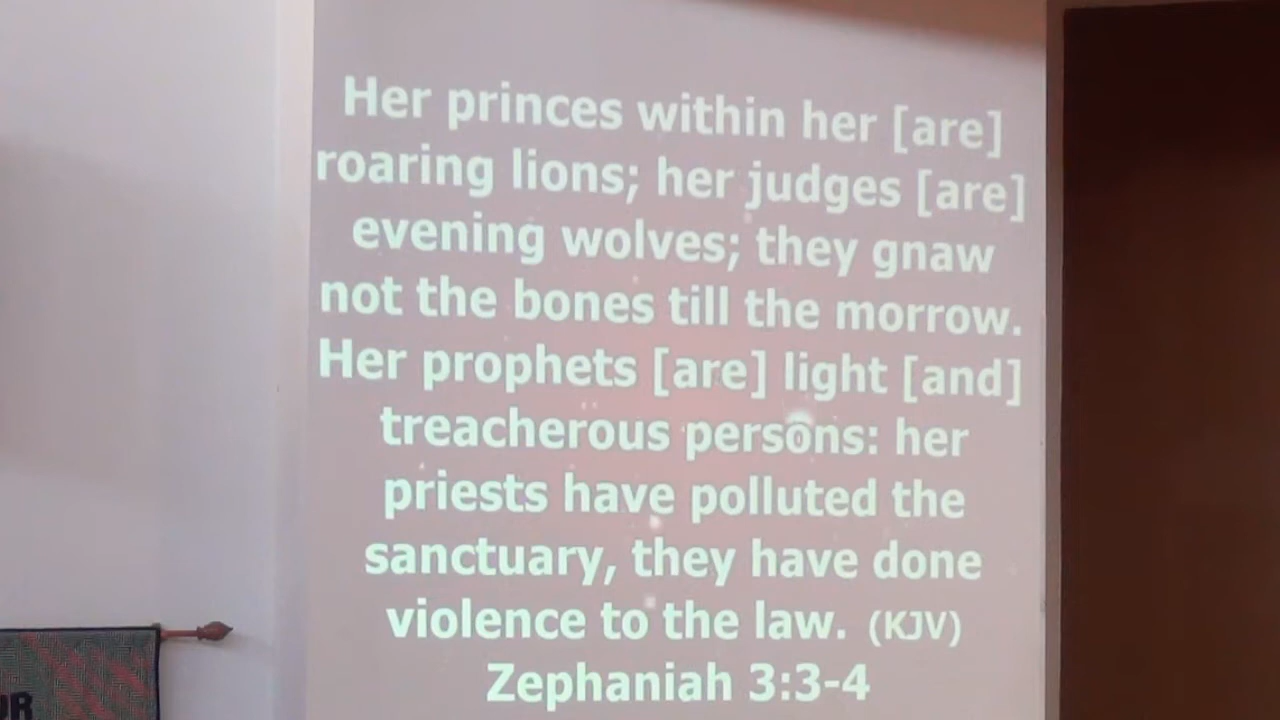 Her princes within her [are]
roaring lions; her judges [are]
evening wolves; they gnaw
not the bones till the morrow.
Her prophets [are] light [and]
treacherous persons: her
priests have polluted the
sanctuary, they have done
violence to the law. (KJV)
Zephaniah 3:3-4